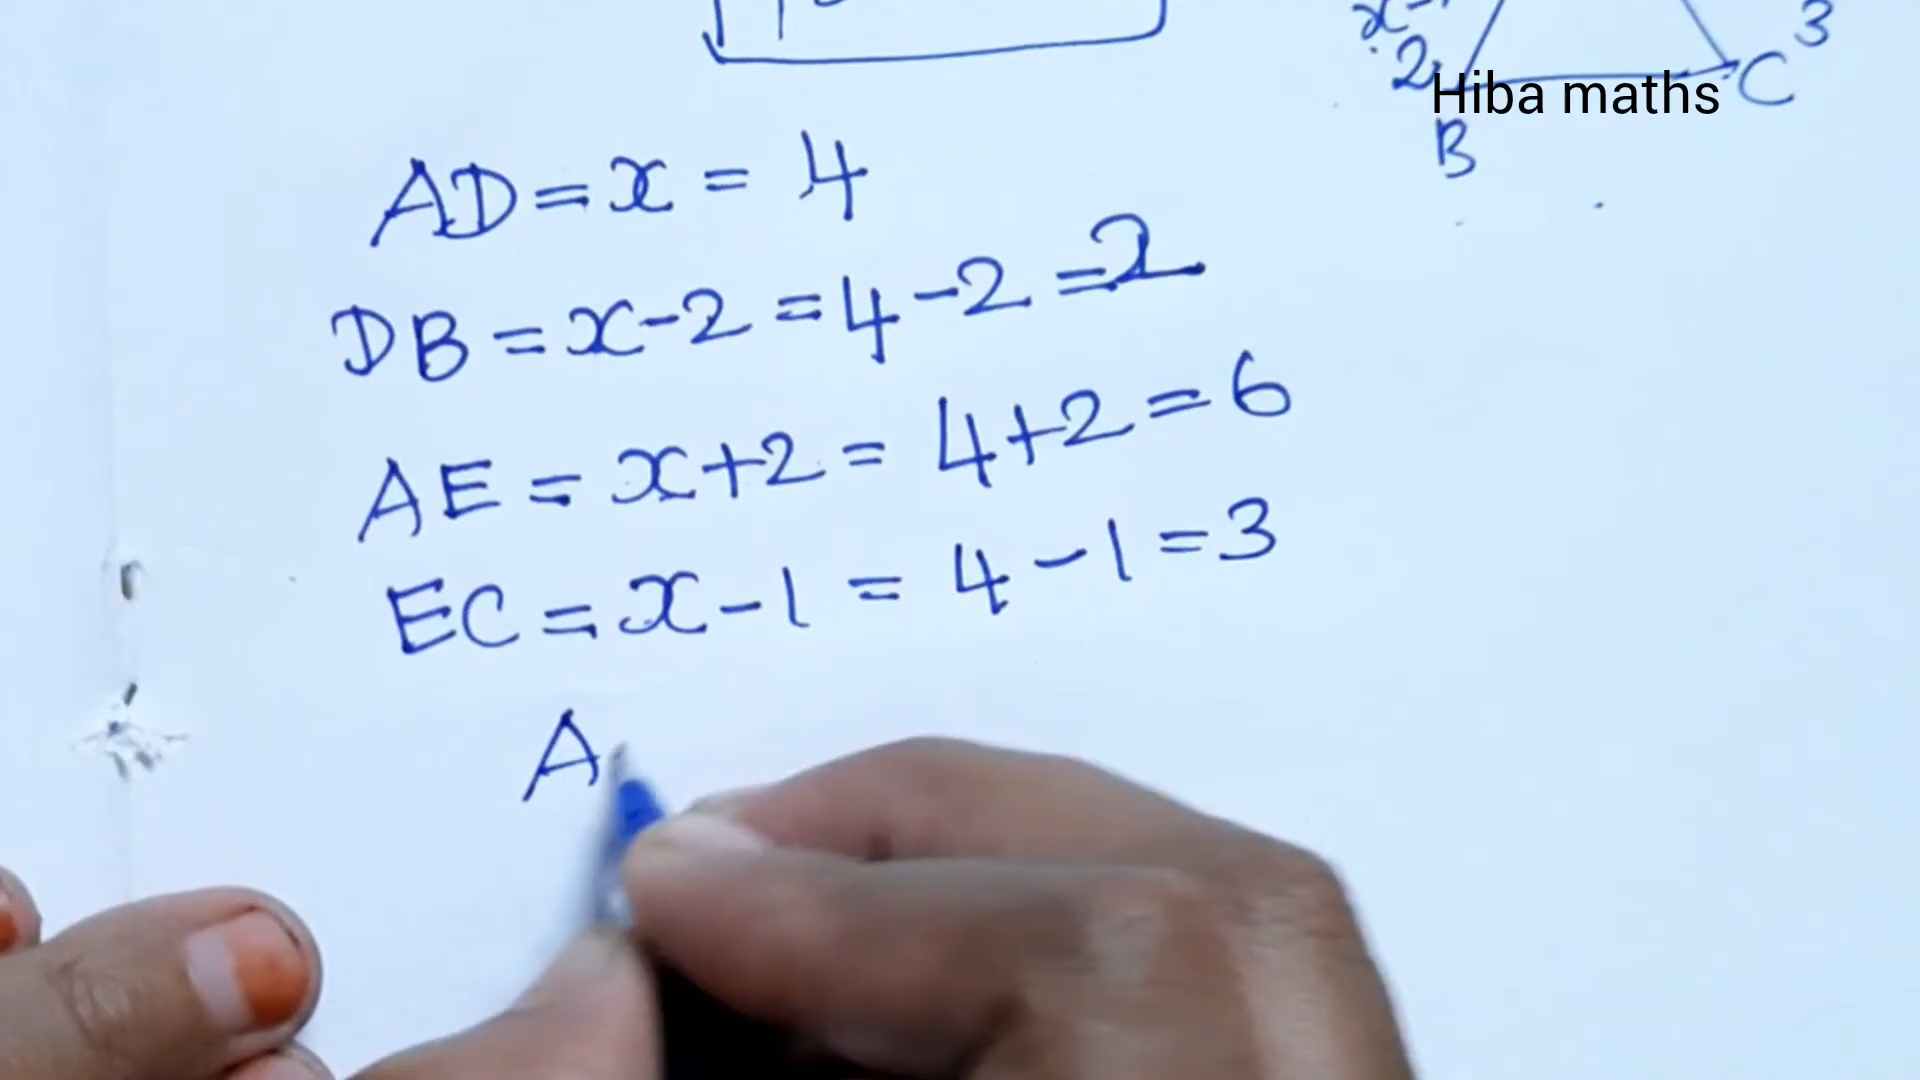 x-
2
3
C
Hiba maths
B
AD = x = 4
DB = x-2 = 4-2 = 2
AE = x+2 = 4+2 = 6
EC = x-1 = 4-1 = 3
A